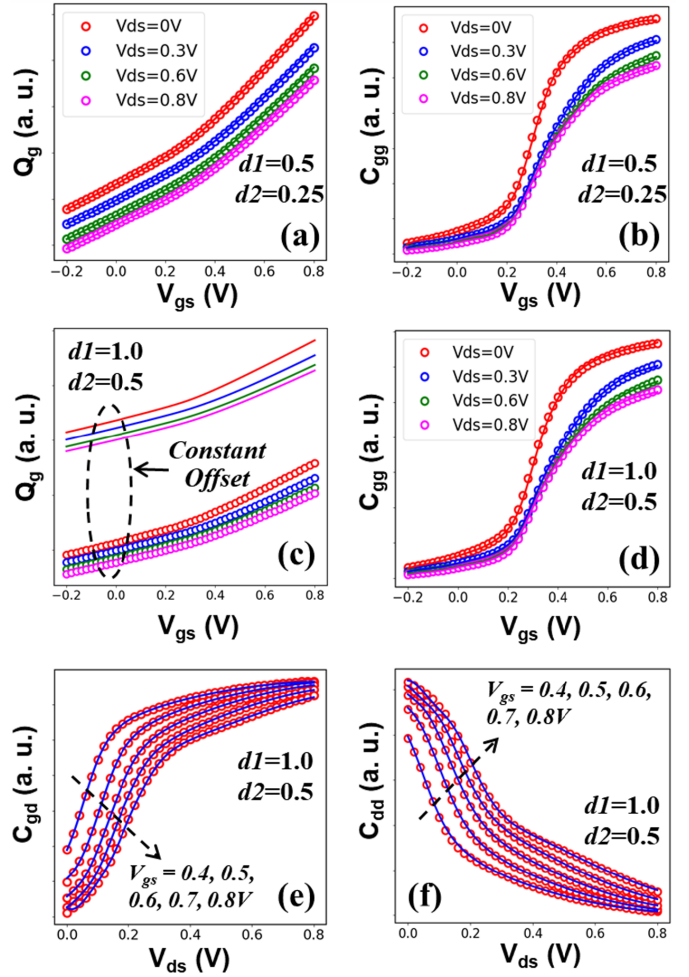 Q_g (a. u.)
Vds=0V
Vds=0.3V
Vds=0.6V
Vds=0.8V
d1=0.5
d2=0.25
(a)
−0.2 0.0 0.2 0.4 0.6 0.8
V_gs (V)
C_gg (a. u.)
Vds=0V
Vds=0.3V
Vds=0.6V
Vds=0.8V
d1=0.5
d2=0.25
(b)
−0.2 0.0 0.2 0.4 0.6 0.8
V_gs (V)
Q_g (a. u.)
d1=1.0
d2=0.5
Constant
Offset
(c)
−0.2 0.0 0.2 0.4 0.6 0.8
V_gs (V)
C_gg (a. u.)
Vds=0V
Vds=0.3V
Vds=0.6V
Vds=0.8V
d1=1.0
d2=0.5
(d)
−0.2 0.0 0.2 0.4 0.6 0.8
V_gs (V)
C_gd (a. u.)
d1=1.0
d2=0.5
V_gs = 0.4, 0.5,
0.6, 0.7, 0.8V
(e)
0.0 0.2 0.4 0.6 0.8
V_ds (V)
C_dd (a. u.)
V_gs = 0.4, 0.5, 0.6,
0.7, 0.8V
d1=1.0
d2=0.5
(f)
0.0 0.2 0.4 0.6 0.8
V_ds (V)